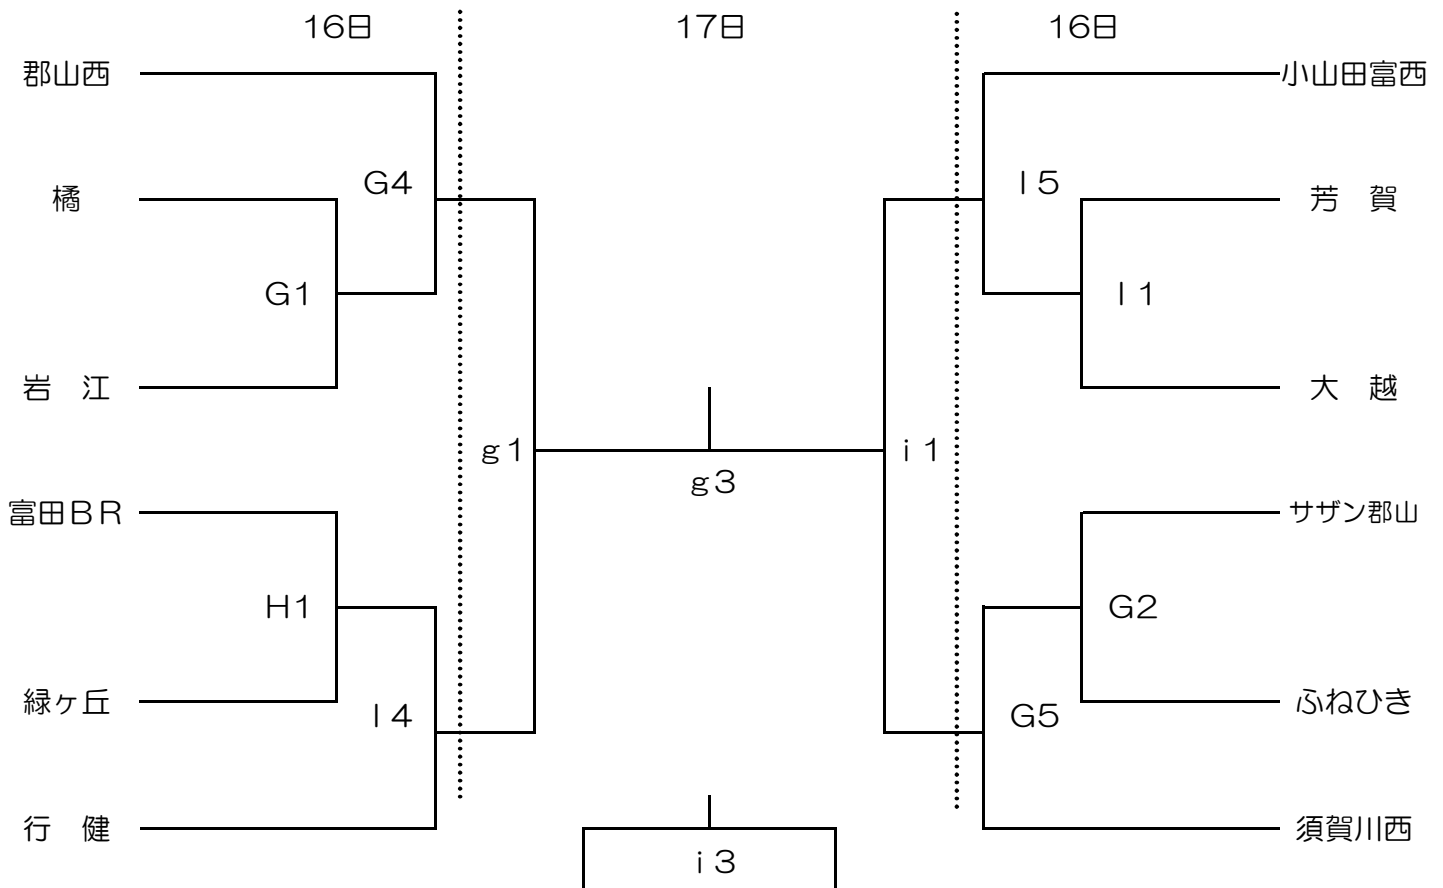 16日
17日
16日
郡山西
小山田富西
G4
I5
橘
芳　賀
G1
I1
岩　江
大　越
g1
i1
g3
富田BR
サザン郡山
H1
G2
緑ヶ丘
ふねひき
I4
G5
行　健
須賀川西
i3